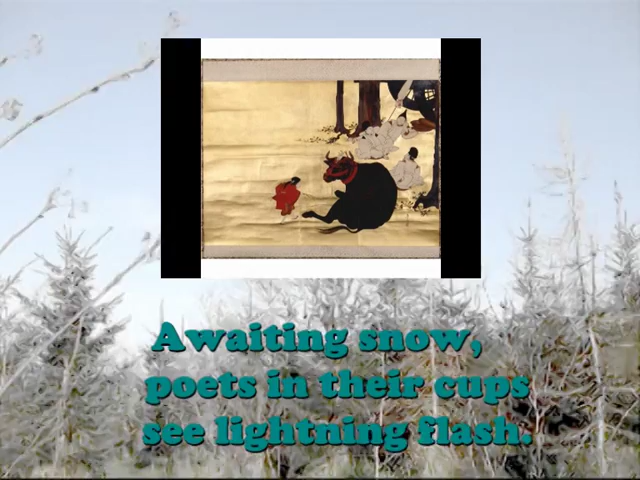 Awaiting snow,
poets in their cups
see lightning flash.